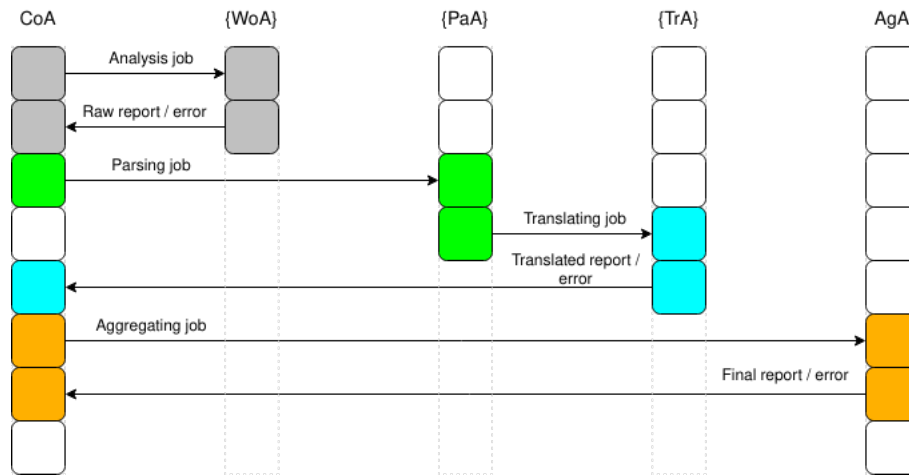 CoA {WoA} {PaA} {TrA} AgA
Analysis job
Raw report / error
Parsing job
Translating job
Translated report /
error
Aggregating job
Final report / error